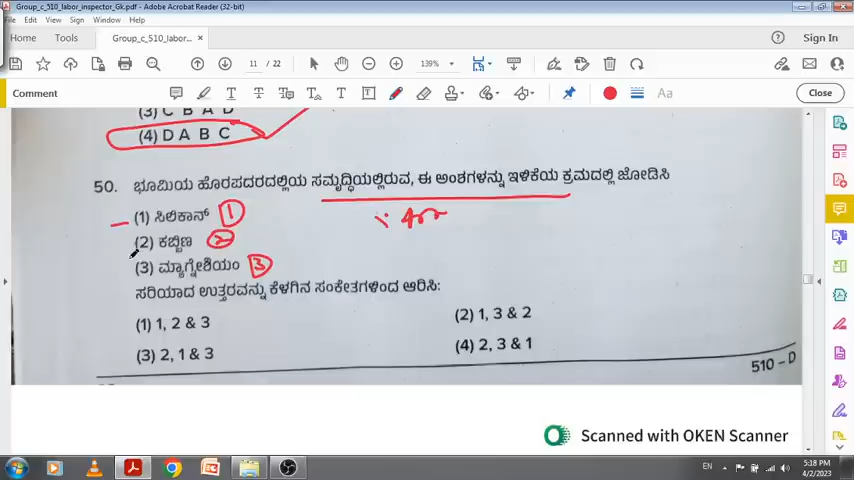 Group_c_510_labor_inspector_Gk.pdf - Adobe Acrobat Reader (32-bit)
File Edit View Sign Window Help
Home Tools Group_c_510_labor... × Sign In
11 / 22 139%
Comment Aa Close
(3) C B A D
(4) D A B C
50. ಭೂಮಿಯ ಹೊರಪದರದಲ್ಲಿಯ ಸಮೃದ್ಧಿಯಲ್ಲಿರುವ, ಈ ಅಂಶಗಳನ್ನು ಇಳಿಕೆಯ ಕ್ರಮದಲ್ಲಿ ಜೋಡಿಸಿ
(1) ಸಿಲಿಕಾನ್ 1
(2) ಕಬ್ಬಿಣ 2
(3) ಮ್ಯಾಗ್ನೇಶಿಯಂ 3
ಸರಿಯಾದ ಉತ್ತರವನ್ನು ಕೆಳಗಿನ ಸಂಕೇತಗಳಿಂದ ಆರಿಸಿ:
(1) 1, 2 & 3
(2) 1, 3 & 2
(3) 2, 1 & 3
(4) 2, 3 & 1
510 – D
Scanned with OKEN Scanner
EN 5:18 PM
4/2/2023